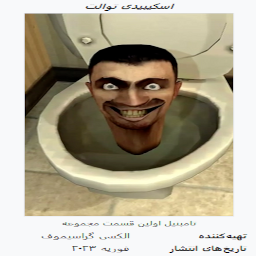 اسکیبیدی توالت
تامبنیل اولین قسمت مجموعه
تهیه‌کننده الکسی گراسیموف
تاریخ‌های انتشار فوریه ۲۰۲۳